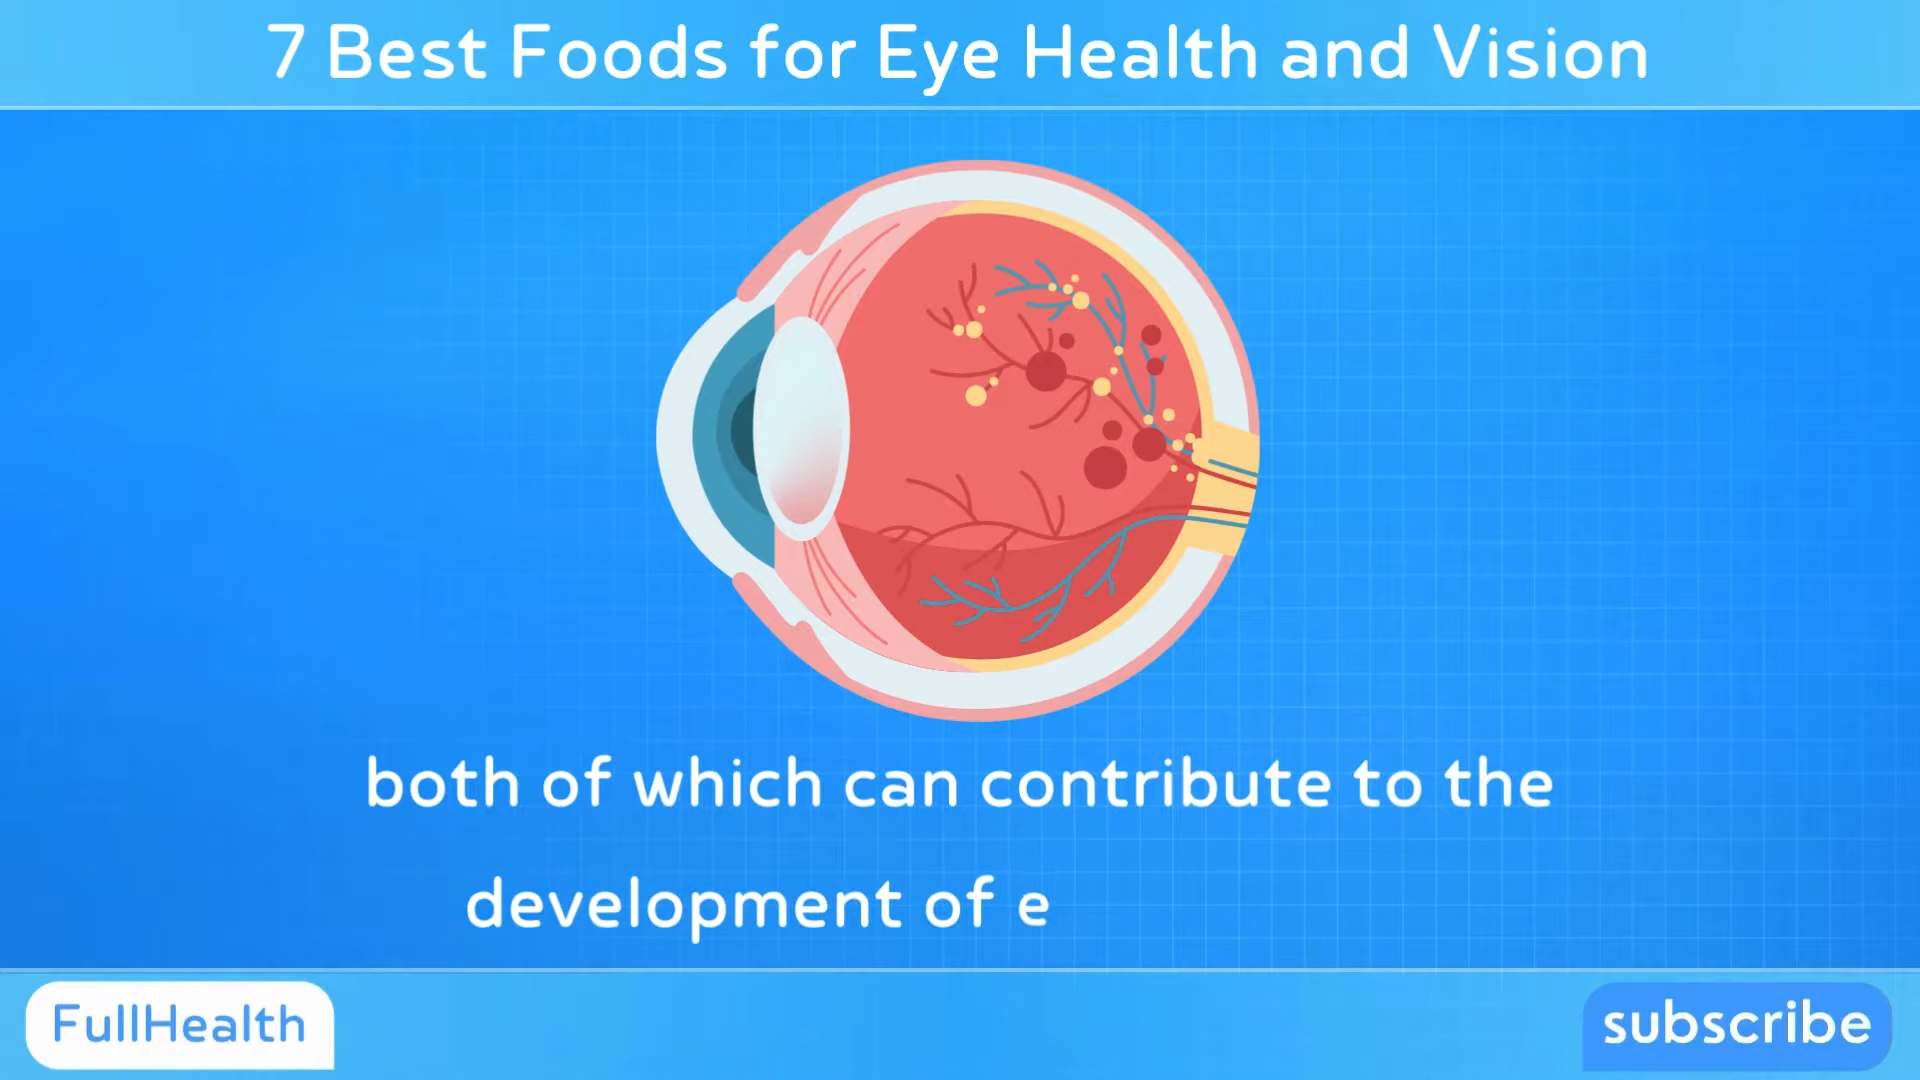 7 Best Foods for Eye Health and Vision
both of which can contribute to the
development of e
FullHealth
subscribe